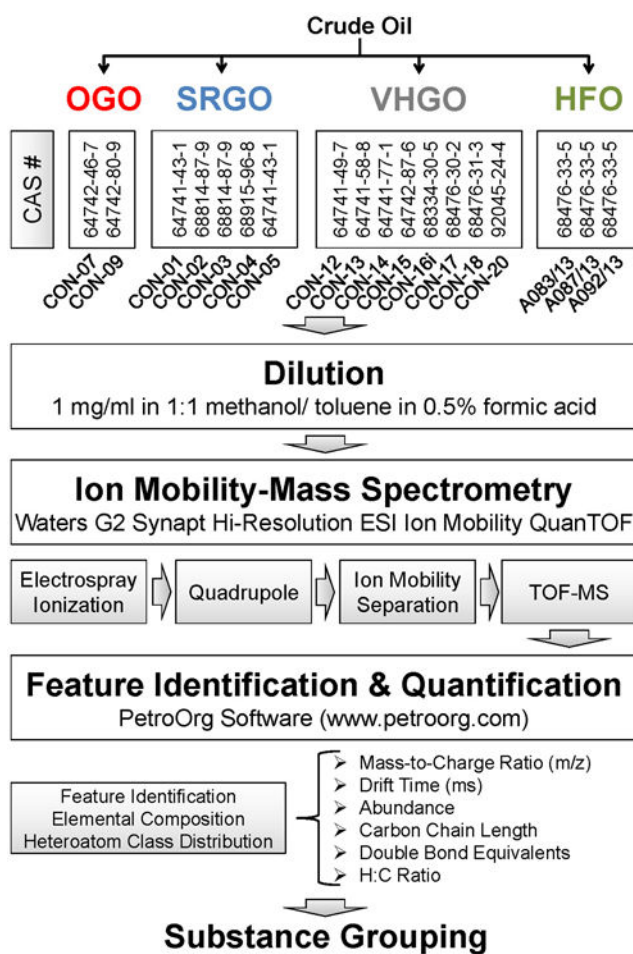 Crude Oil
OGO SRGO VHGO HFO
CAS #
64742-46-7
64742-80-9
64741-43-1
68814-87-9
68814-87-9
68915-96-8
64741-43-1
64741-49-7
64741-58-8
64741-77-1
64742-87-6
68334-30-5
68476-30-2
68476-31-3
92045-24-4
68476-33-5
68476-33-5
68476-33-5
CON-07
CON-09
CON-01
CON-02
CON-03
CON-04
CON-05
CON-12
CON-13
CON-14
CON-15
CON-16i
CON-17
CON-18
CON-20
A083/13
A087/13
A092/13
Dilution
1 mg/ml in 1:1 methanol/ toluene in 0.5% formic acid
Ion Mobility-Mass Spectrometry
Waters G2 Synapt Hi-Resolution ESI Ion Mobility QuanTOF
Electrospray
Ionization
Quadrupole
Ion Mobility
Separation
TOF-MS
Feature Identification & Quantification
PetroOrg Software (www.petroorg.com)
Feature Identification
Elemental Composition
Heteroatom Class Distribution
➢ Mass-to-Charge Ratio (m/z)
➢ Drift Time (ms)
➢ Abundance
➢ Carbon Chain Length
➢ Double Bond Equivalents
➢ H:C Ratio
Substance Grouping